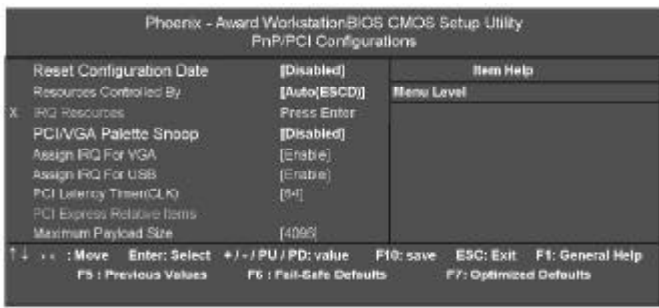 Phoenix - Award WorkstationBIOS CMOS Setup Utility
PnP/PCI Configurations
Reset Configuration Date [Disabled] Item Help
Resources Controlled By [Auto(ESCD)] Menu Level
X IRQ Resources Press Enter
PCI/VGA Palette Snoop [Disabled]
Assign IRQ For VGA [Enable]
Assign IRQ For USB [Enable]
PCI Latency Timer(CLK) [64]
PCI Express Relative Items
Maximum Payload Size [4096]
↑↓ : Move Enter: Select +/-/PU/PD: value F10: save ESC: Exit F1: General Help
F5 : Previous Values F6 : Fail-Safe Defaults F7: Optimized Defaults